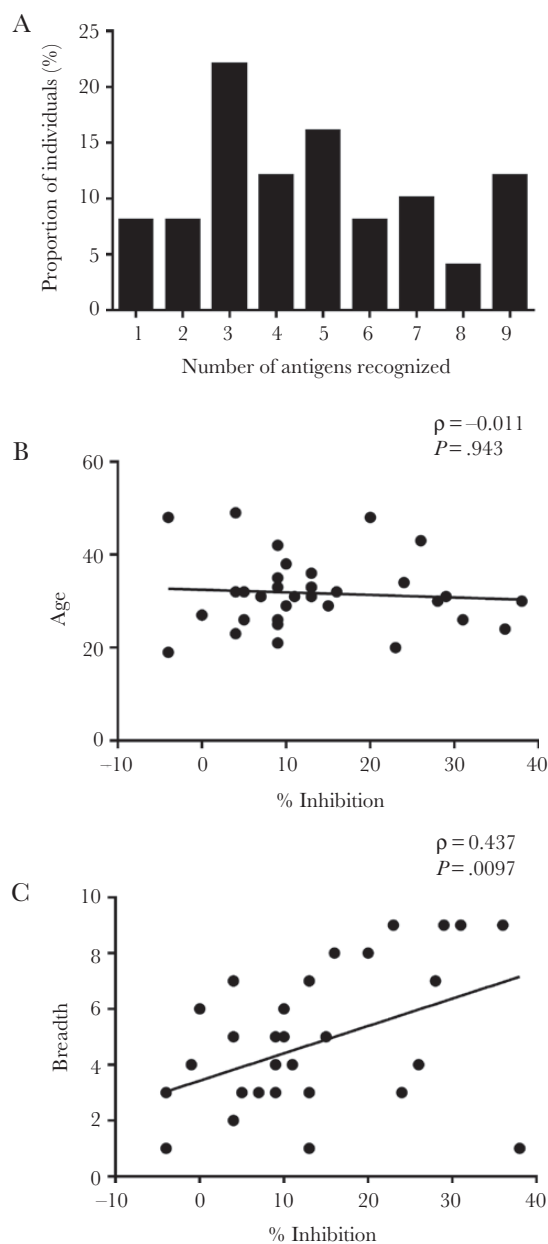 A
Proportion of individuals (%)
25
20
15
10
5
0
1 2 3 4 5 6 7 8 9
Number of antigens recognized
ρ = –0.011
P = .943
B
Age
60
40
20
0
–10 0 10 20 30 40
% Inhibition
ρ = 0.437
P = .0097
C
Breadth
10
8
6
4
2
0
–10 0 10 20 30 40
% Inhibition